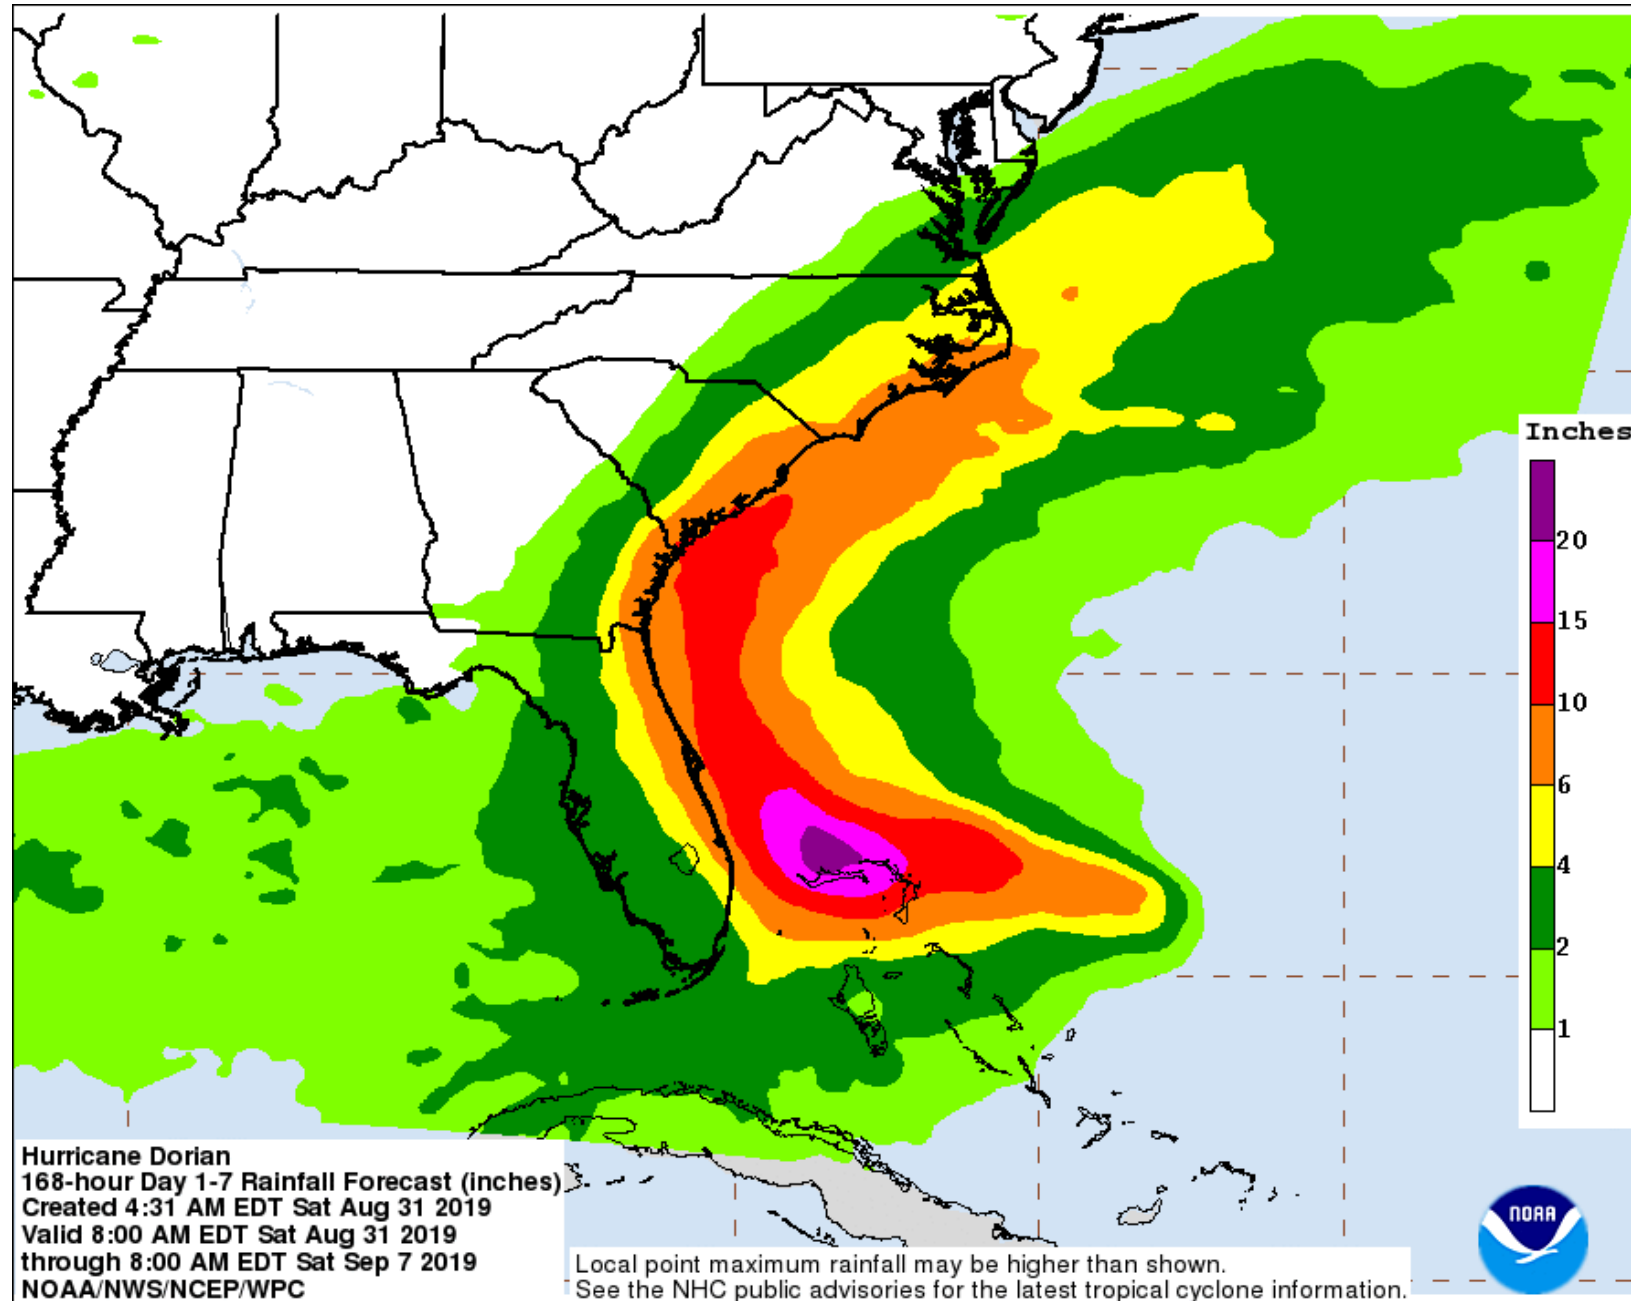 Inches
20
15
10
6
4
2
1
Hurricane Dorian
168-hour Day 1-7 Rainfall Forecast (inches)
Created 4:31 AM EDT Sat Aug 31 2019
Valid 8:00 AM EDT Sat Aug 31 2019
through 8:00 AM EDT Sat Sep 7 2019
NOAA/NWS/NCEP/WPC
Local point maximum rainfall may be higher than shown.
See the NHC public advisories for the latest tropical cyclone information.
NOAA